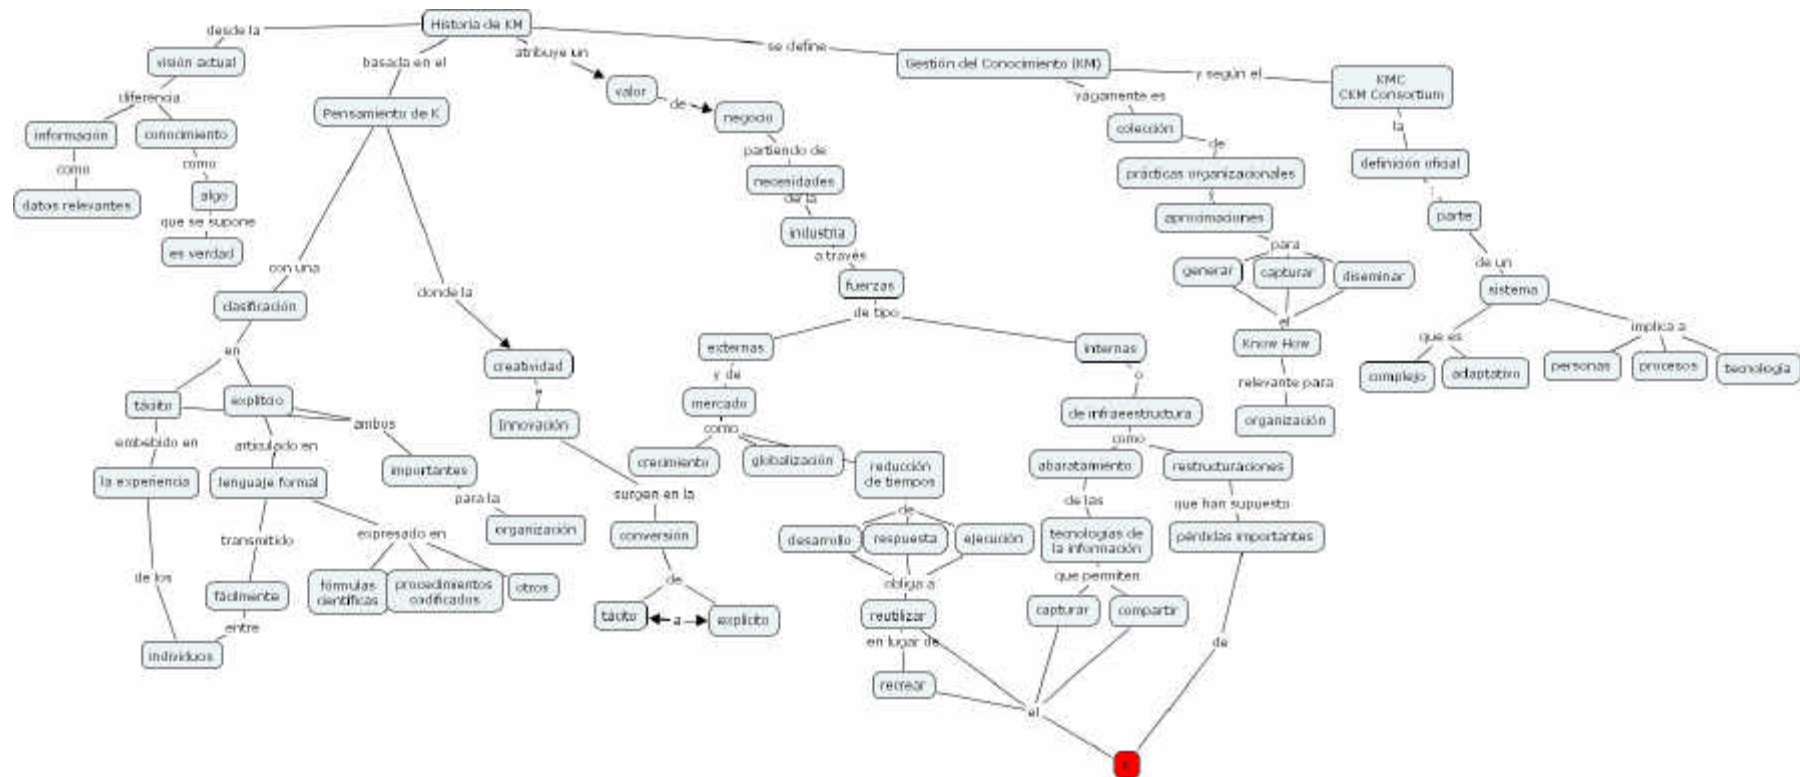 Historia de KM
desde la
visión actual
diferencia
información
como
datos relevantes
conocimiento
como
algo
que se supone
es verdad
basada en el
Pensamiento de K
con una
clasificación
en
tácito
explitcio
embebido en
la experiencia
de los
individuos
articulado en
lenguaje formal
transmitido
fácilmente
entre
expresado en
fórmulas
científicas
procedimientos
codificados
otros
ambos
importantes
para la
organización
donde la
creatividad
e
Innovación
surgen en la
conversión
de
tácito
a
explícito
atribuye un
valor
de
negocio
partiendo de
necesidades
de la
industria
a través
fuerzas
de tipo
externas
y de
mercado
como
crecimiento
globalización
reducción
de tiempos
de
desarrollo
respuesta
ejecución
obliga a
reutilizar
en lugar de
recrear
el
internas
o
de infraestructura
como
abaratamiento
de las
tecnologías de
la información
que permiten
capturar
compartir
restructuraciones
que han supuesto
pérdidas importantes
de
se define
Gestión del Conocimiento (KM)
vagamente es
colección
de
prácticas organizacionales
y
aproximaciones
para
generar
capturar
diseminar
el
Know How
relevante para
organización
y según el
KMC
CKM Consortium
la
definición oficial
parte
de un
sistema
que es
complejo
adaptativo
implica a
personas
procesos
tecnología